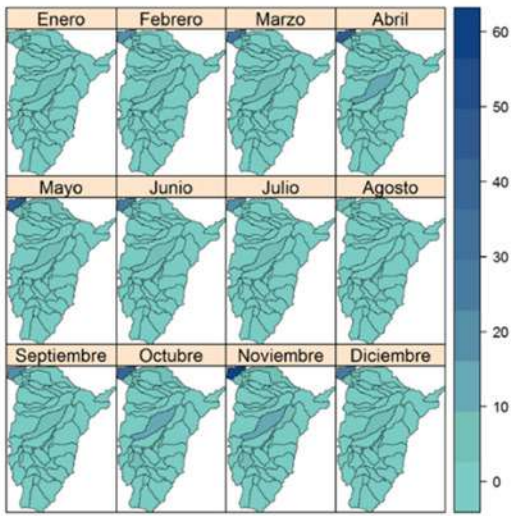 Enero Febrero Marzo Abril
60
50
40
Mayo Junio Julio Agosto
30
20
Septiembre Octubre Noviembre Diciembre
10
0